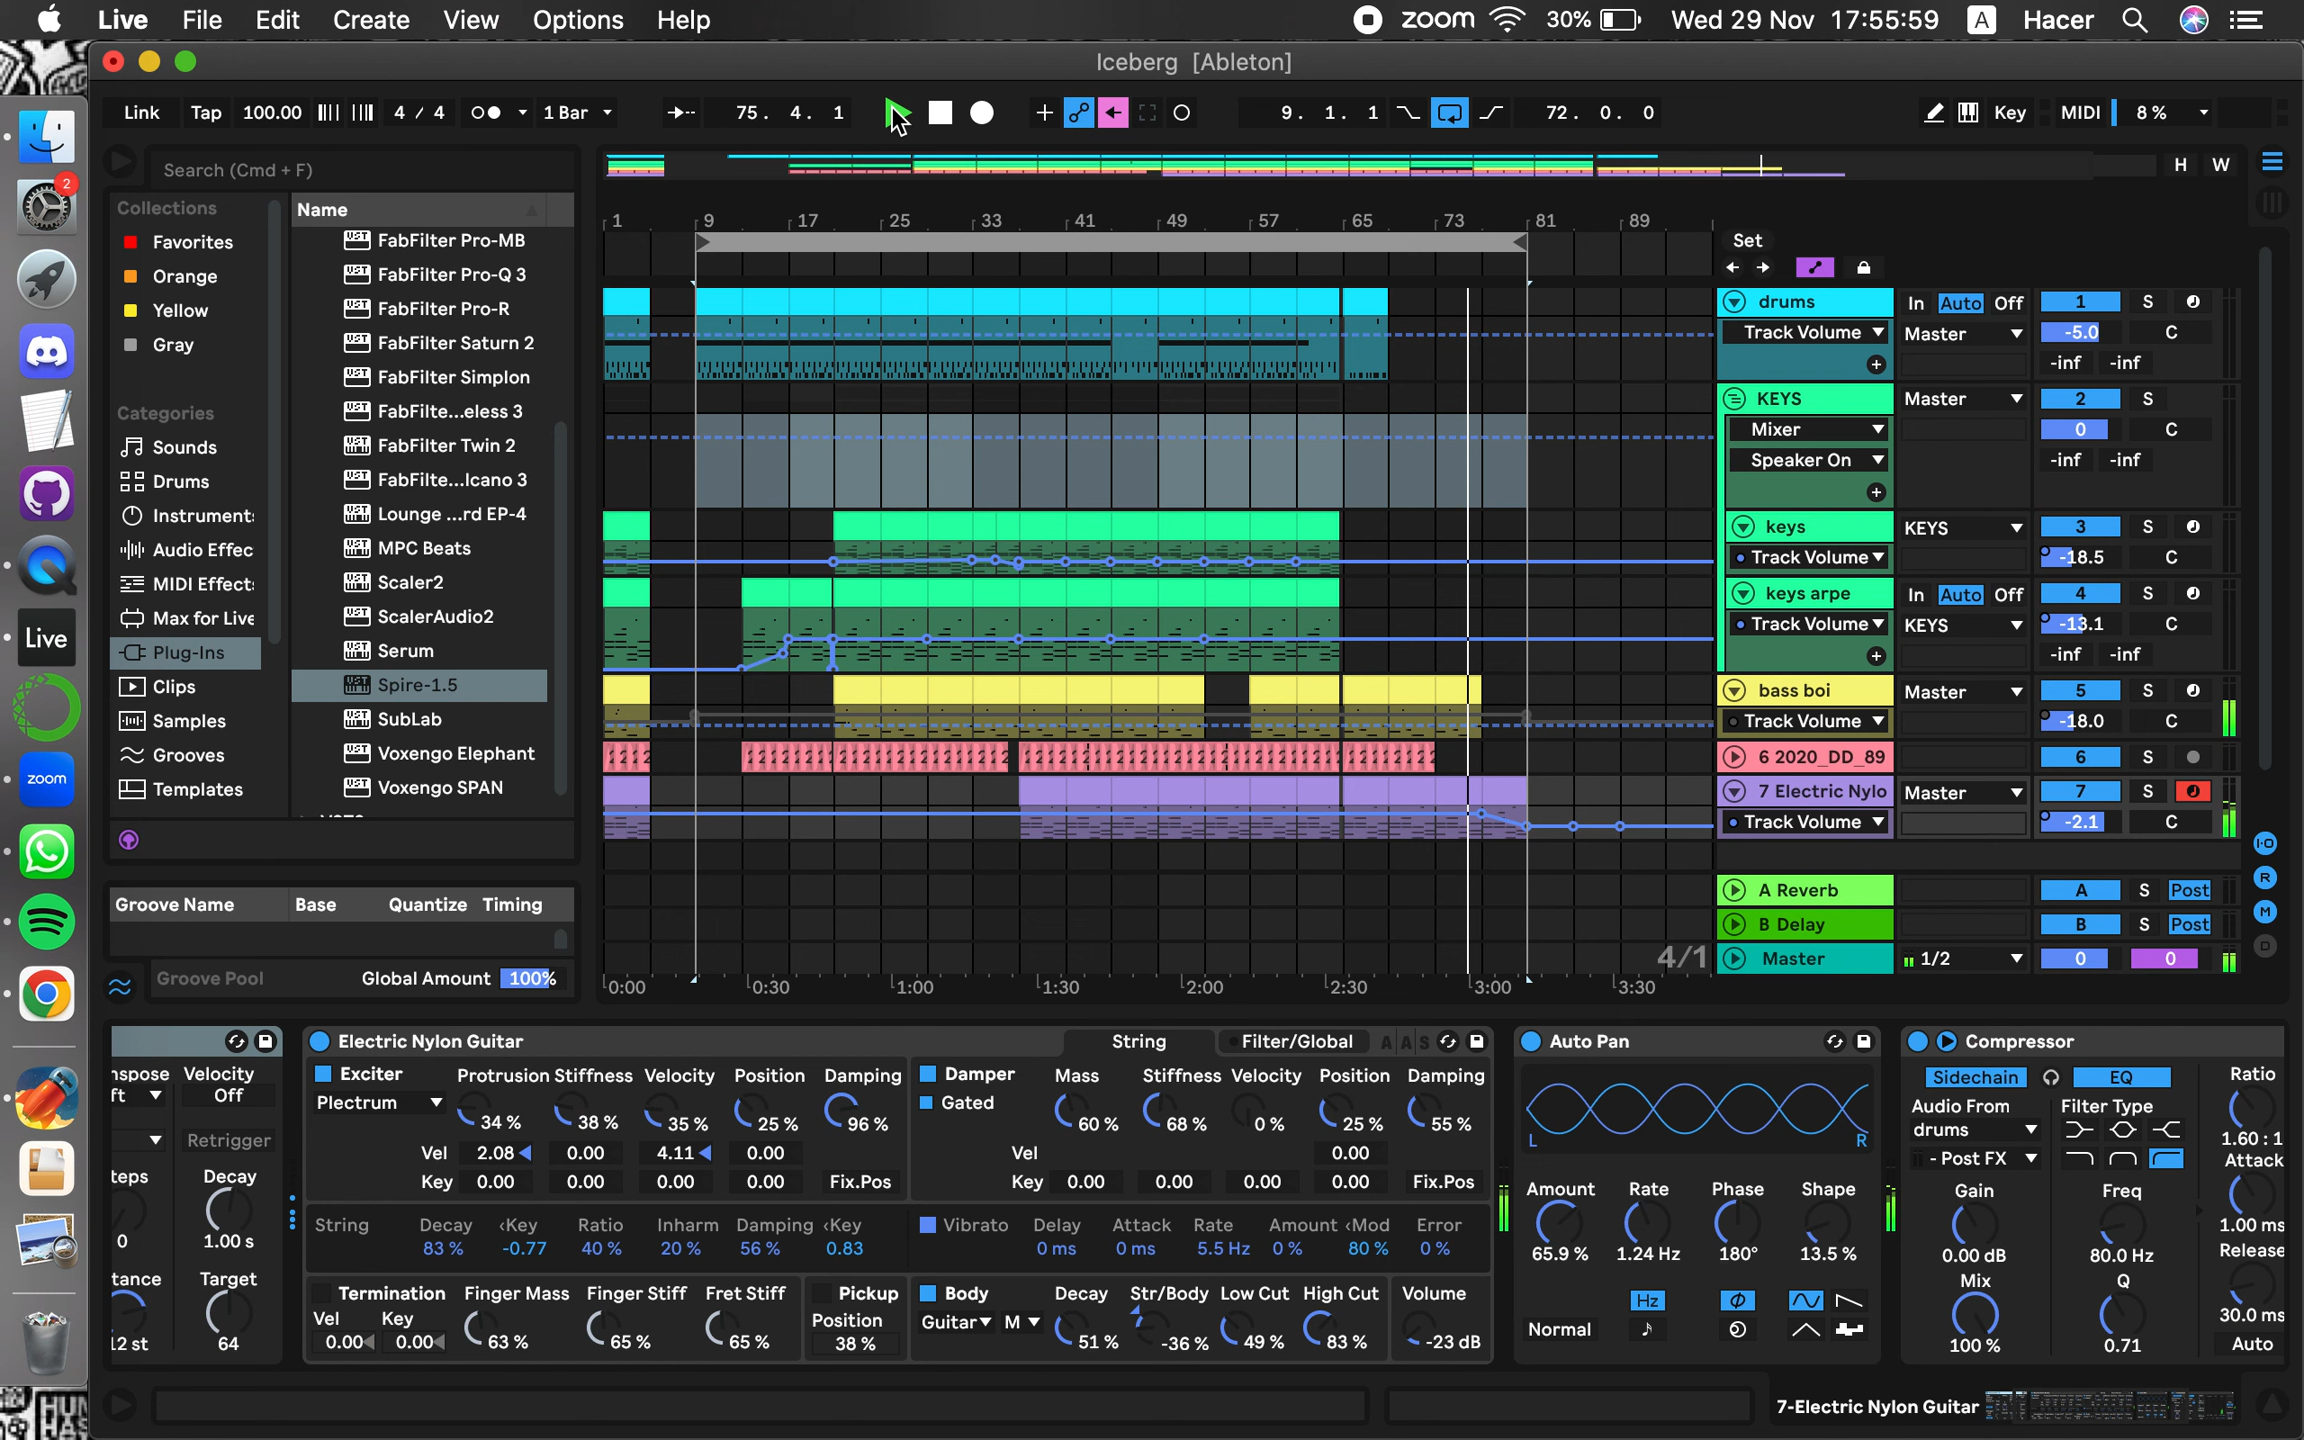 Live File Edit Create View Options Help zoom 30% Wed 29 Nov 17:55:59 A Hacer
Iceberg [Ableton]
Link Tap 100.00 4 / 4 1 Bar 75. 4. 1 9. 1. 1 72. 0. 0 Key MIDI 8 %
Search (Cmd + F)
H W
2
Collections
Favorites
Orange
Yellow
Gray
Categories
Sounds
Drums
Instrument:
Audio Effec
MIDI Effect:
Max for Live
Plug-Ins
Clips
Samples
Grooves
Templates
Name
FabFilter Pro-MB
FabFilter Pro-Q 3
FabFilter Pro-R
FabFilter Saturn 2
FabFilter Simplon
FabFilte...eless 3
FabFilter Twin 2
FabFilte...lcano 3
Lounge ...rd EP-4
MPC Beats
Scaler2
ScalerAudio2
Serum
Spire-1.5
SubLab
Voxengo Elephant
Voxengo SPAN
Live
zoom
Groove Name Base Quantize Timing
Groove Pool Global Amount 100%
1 9 17 25 33 41 49 57 65 73 81 89
Set
drums In Auto Off 1 S
Track Volume Master -5.0 C
-inf -inf
KEYS Master 2 S
Mixer 0 C
Speaker On -inf -inf
keys KEYS 3 S
Track Volume -18.5 C
keys arpe In Auto Off 4 S
Track Volume KEYS -13.1 C
-inf -inf
bass boi Master 5 S
Track Volume -18.0 C
6 2020_DD_89 6 S
7 Electric Nylo Master 7 S
Track Volume -2.1 C
A Reverb A S Post
B Delay B S Post
4/1 Master 1/2 0 0
0:00 0:30 1:00 1:30 2:00 2:30 3:00 3:30
I·O
R
M
D
nspose Velocity
ft Off
Retrigger
teps Decay
0 1.00 s
tance Target
12 st 64
Electric Nylon Guitar String Filter/Global A A S
Exciter Protrusion Stiffness Velocity Position Damping
Plectrum 34 % 38 % 35 % 25 % 96 %
Vel 2.08 0.00 4.11 0.00
Key 0.00 0.00 0.00 0.00 Fix.Pos
Damper Mass Stiffness Velocity Position Damping
Gated 60 % 68 % 0 % 25 % 55 %
Vel 0.00
Key 0.00 0.00 0.00 0.00 Fix.Pos
String Decay <Key Ratio Inharm Damping <Key
83 % -0.77 40 % 20 % 56 % 0.83
Vibrato Delay Attack Rate Amount <Mod Error
0 ms 0 ms 5.5 Hz 0 % 80 % 0 %
Termination Finger Mass Finger Stiff Fret Stiff
Vel Key
0.00 0.00 63 % 65 % 65 %
Pickup
Position
38 %
Body Decay Str/Body Low Cut High Cut Volume
Guitar M 51 % -36 % 49 % 83 % -23 dB
Auto Pan
L R
Amount Rate Phase Shape
65.9 % 1.24 Hz 180° 13.5 %
Hz
Normal
Compressor
Sidechain EQ Ratio
Audio From Filter Type
drums 1.60 : 1
- Post FX Attack
Gain Freq
1.00 ms
0.00 dB 80.0 Hz Release
Mix Q
30.0 ms
100 % 0.71 Auto
7-Electric Nylon Guitar